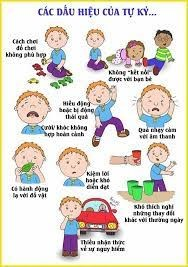 CÁC DẤU HIỆU CỦA TỰ KỶ...
Cách chơi
đồ chơi
không phù hợp
Không "kết nối"
được với bạn bè
Hiếu động
hoặc bị động
thái quá
Cười/ khóc không
hợp hoàn cảnh
Quá nhạy cảm
với âm thanh
Có hành động
lạ với đồ vật
Kiệm lời
hoặc khó
diễn đạt
Khó thích nghi
những thay đổi
khác với thường ngày
Thiếu nhận thức
về sự nguy hiểm